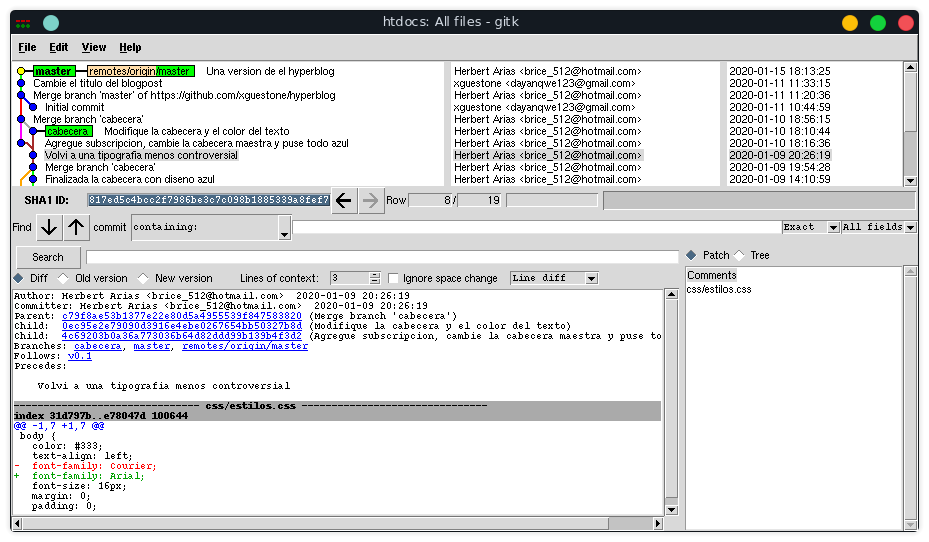 htdocs: All files - gitk
File Edit View Help
master remotes/origin/master Una version de el hyperblog Herbert Arias <brice_512@hotmail.com> 2020-01-15 18:13:25
Cambie el titulo del blogpost xguestone <dayanqwe123@gmail.com> 2020-01-11 11:33:15
Merge branch 'master' of https://github.com/xguestone/hyperblog Herbert Arias <brice_512@hotmail.com> 2020-01-11 11:20:36
Initial commit xguestone <dayanqwe123@gmail.com> 2020-01-11 10:44:59
Merge branch 'cabecera' Herbert Arias <brice_512@hotmail.com> 2020-01-10 18:56:15
cabecera Modifique la cabecera y el color del texto Herbert Arias <brice_512@hotmail.com> 2020-01-10 18:10:44
Agregue subscripcion, cambie la cabecera maestra y puse todo azul Herbert Arias <brice_512@hotmail.com> 2020-01-10 18:16:36
Volvi a una tipografia menos controversial Herbert Arias <brice_512@hotmail.com> 2020-01-09 20:26:19
Merge branch 'cabecera' Herbert Arias <brice_512@hotmail.com> 2020-01-09 19:54:28
Finalizada la cabecera con diseno azul Herbert Arias <brice_512@hotmail.com> 2020-01-09 14:10:59
SHA1 ID: 817ed5c4bcc2f7986be3c7c098b1885339a8fef7 Row 8 / 19
Find commit containing: Exact All fields
Search Patch Tree
Diff Old version New version Lines of context: 3 Ignore space change Line diff
Comments
css/estilos.css
Author: Herbert Arias <brice_512@hotmail.com> 2020-01-09 20:26:19
Committer: Herbert Arias <brice_512@hotmail.com> 2020-01-09 20:26:19
Parent: c79f8ae53b1377e22e80d5a4955539f847583820 (Merge branch 'cabecera')
Child: 0ec95e2e79090d3916e4ebe0267654bb50327b8d (Modifique la cabecera y el color del texto)
Child: 4c69203b0a36a773036b64d82ddd99b139b4f3d2 (Agregue subscripcion, cambie la cabecera maestra y puse to
Branches: cabecera, master, remotes/origin/master
Follows: v0.1
Precedes:
Volvi a una tipografia menos controversial
------------------------------- css/estilos.css -------------------------------
index 31d797b..e78047d 100644
@@ -1,7 +1,7 @@
body {
color: #333;
text-align: left;
- font-family: Courier;
+ font-family: Arial;
font-size: 16px;
margin: 0;
padding: 0;